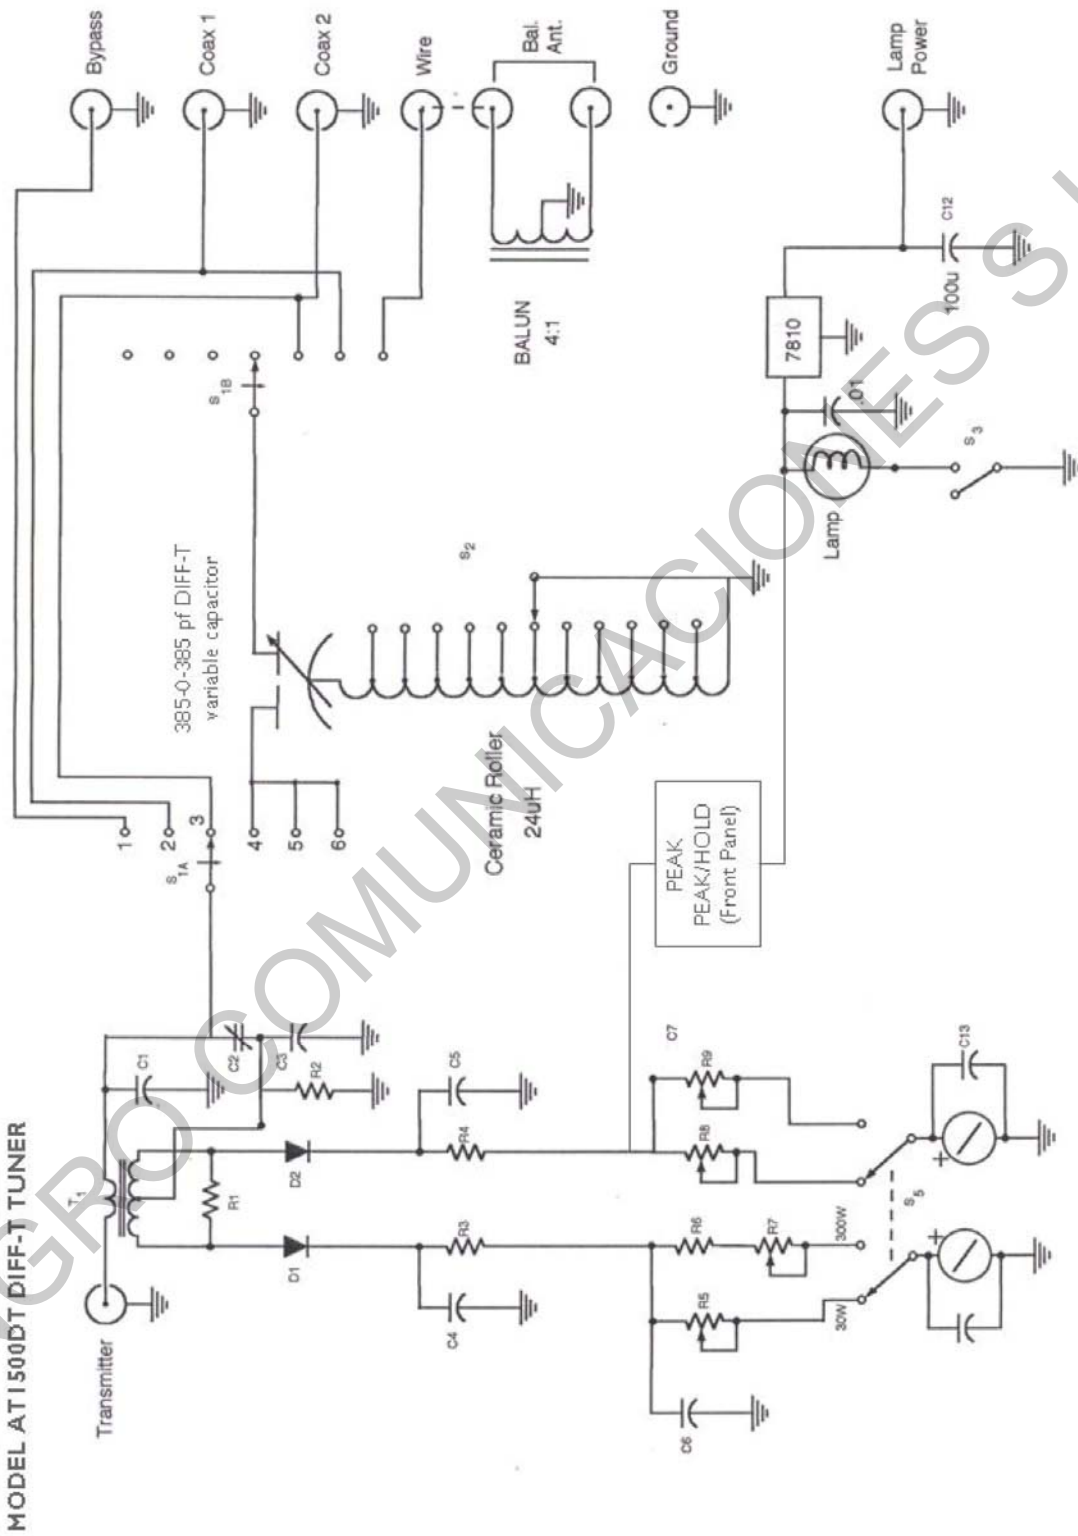 MODEL AT1500DT DIFF-T TUNER
Transmitter
T1
R1
D1
D2
C1
C2
C3
R2
C4
R3
R4
C5
C6
R5
R6
R7
R8
R9
C7
30W
300W
S5
+
+
C13
S1A
1
2
3
4
5
6
385-0-385 pf DIFF-T
variable capacitor
Ceramic Roller
24uH
S2
S1B
PEAK
PEAK/HOLD
(Front Panel)
BALUN
4:1
Lamp
.01
S3
7810
100u
C12
Bypass
Coax 1
Coax 2
Wire
Bal.
Ant.
Ground
Lamp
Power
GRO COMUNICACIONES S